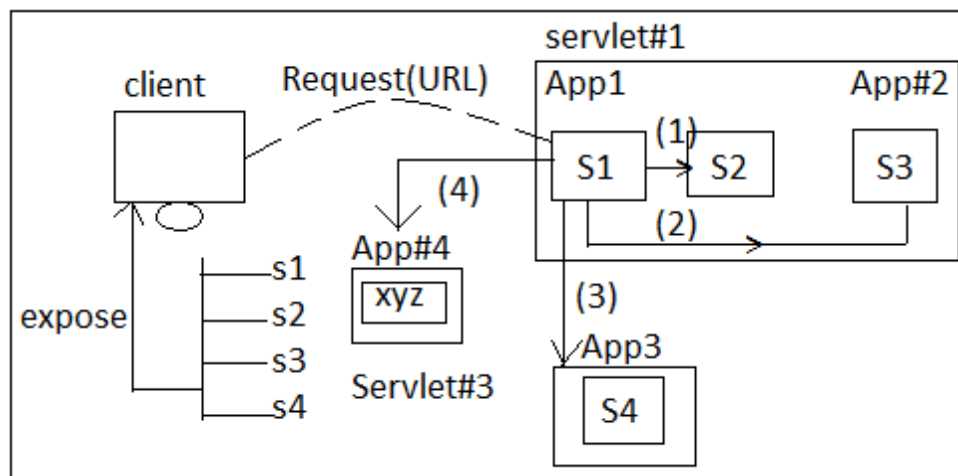 servlet#1
client
Request(URL)
App1
App#2
(1)
S1
S2
S3
(4)
(2)
App#4
xyz
(3)
s1
s2
expose
s3
s4
Servlet#3
App3
S4